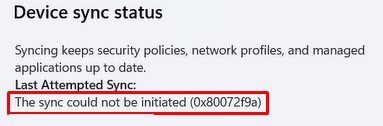 Device sync status
Syncing keeps security policies, network profiles, and managed
applications up to date.
Last Attempted Sync:
The sync could not be initiated (0x80072f9a)